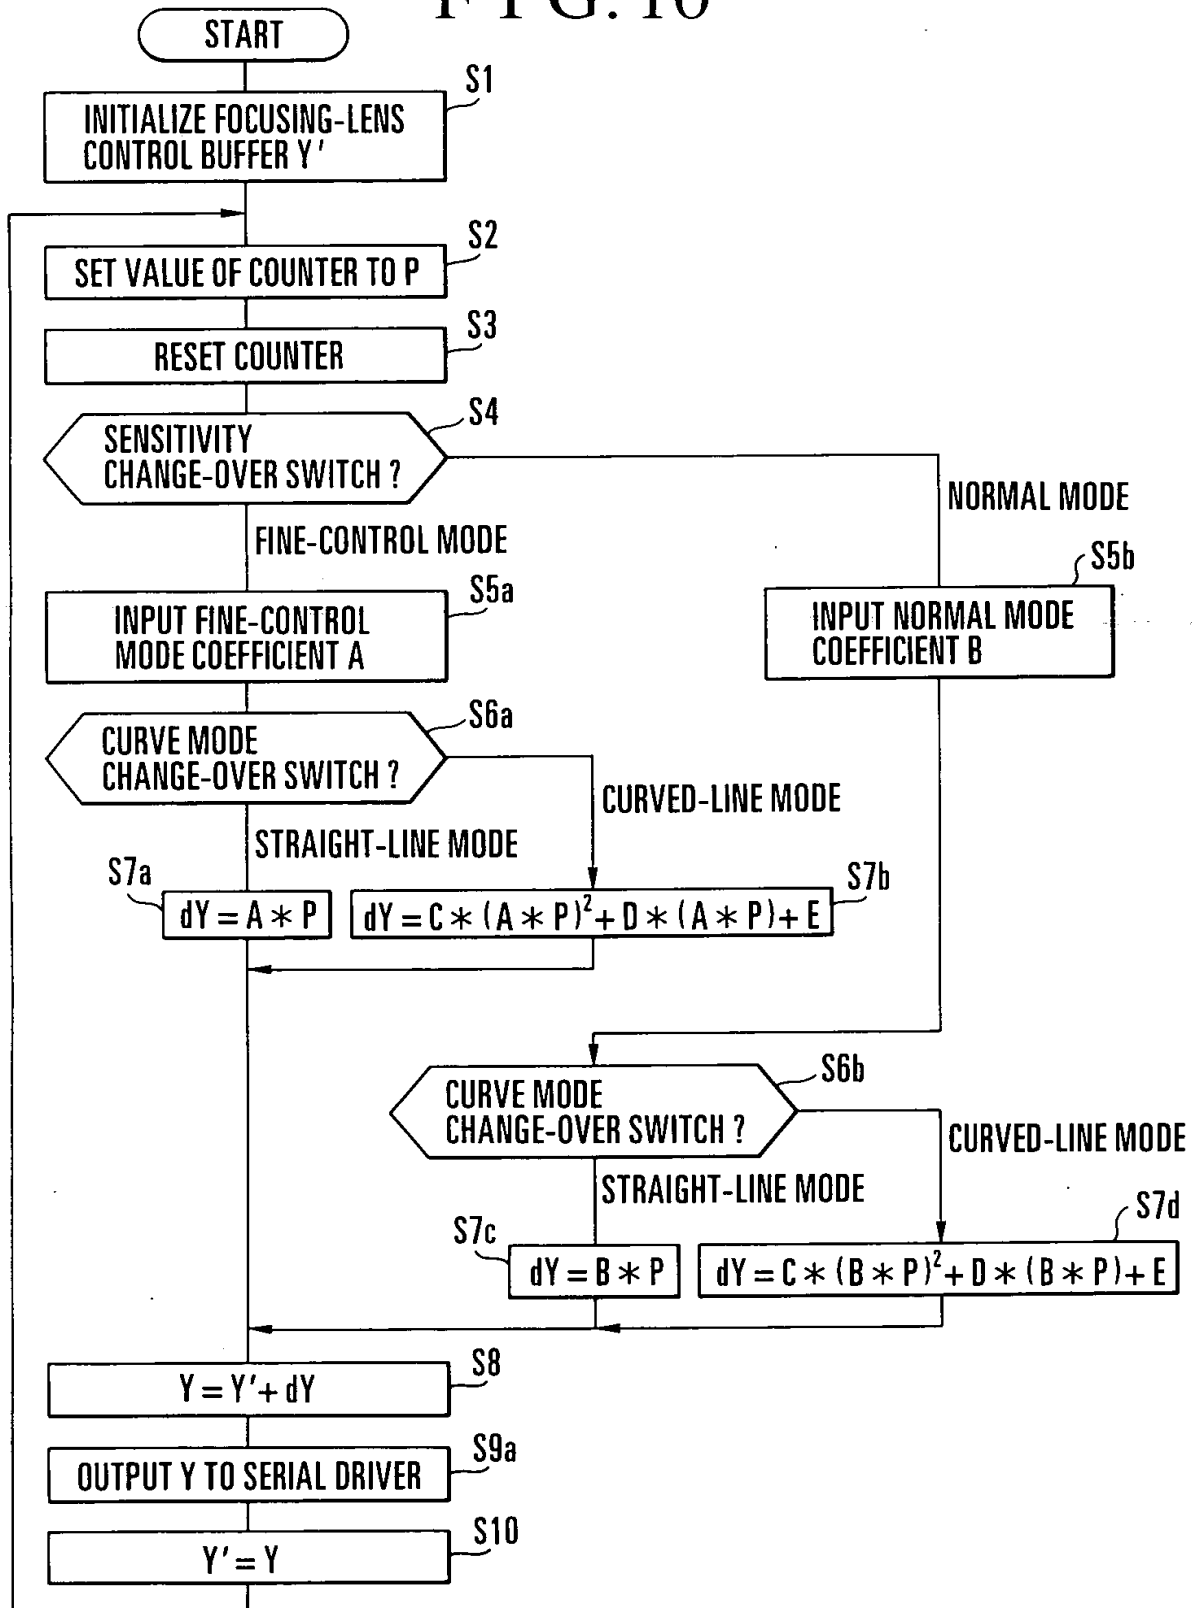 FIG. 10
START
S1
INITIALIZE FOCUSING-LENS
CONTROL BUFFER Y'
S2
SET VALUE OF COUNTER TO P
S3
RESET COUNTER
S4
SENSITIVITY
CHANGE-OVER SWITCH ?
NORMAL MODE
FINE-CONTROL MODE
S5a
INPUT FINE-CONTROL
MODE COEFFICIENT A
S5b
INPUT NORMAL MODE
COEFFICIENT B
S6a
CURVE MODE
CHANGE-OVER SWITCH ?
CURVED-LINE MODE
STRAIGHT-LINE MODE
S7a
dY = A * P
S7b
dY = C * (A * P)² + D * (A * P) + E
S6b
CURVE MODE
CHANGE-OVER SWITCH ?
CURVED-LINE MODE
STRAIGHT-LINE MODE
S7c
dY = B * P
S7d
dY = C * (B * P)² + D * (B * P) + E
S8
Y = Y' + dY
S9a
OUTPUT Y TO SERIAL DRIVER
S10
Y' = Y